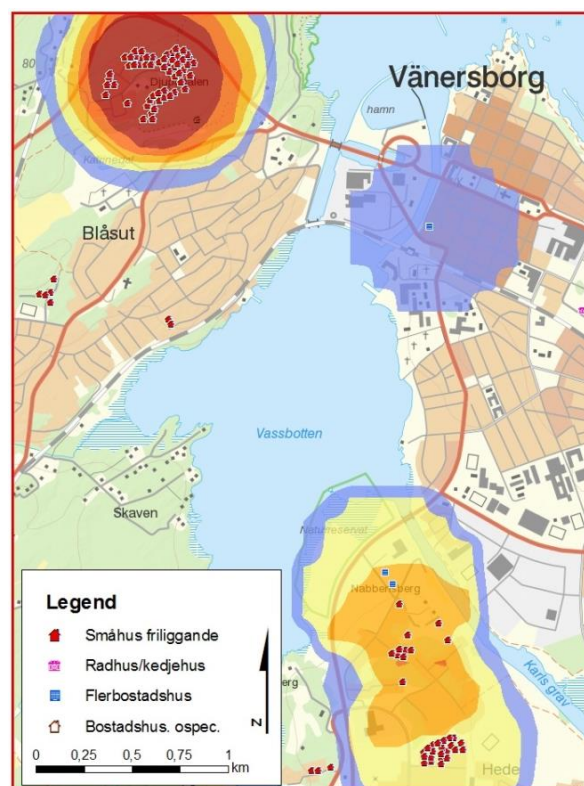 80
Vänersborg
hamn
Blåsut
Vassbotten
Skaven
Naturreservat
Nabbensberg
Karls grav
Hede
Legend
Småhus friliggande
Radhus/kedjehus
Flerbostadshus
Bostadshus. ospec.
N
0 0,25 0,5 0,75 1
km